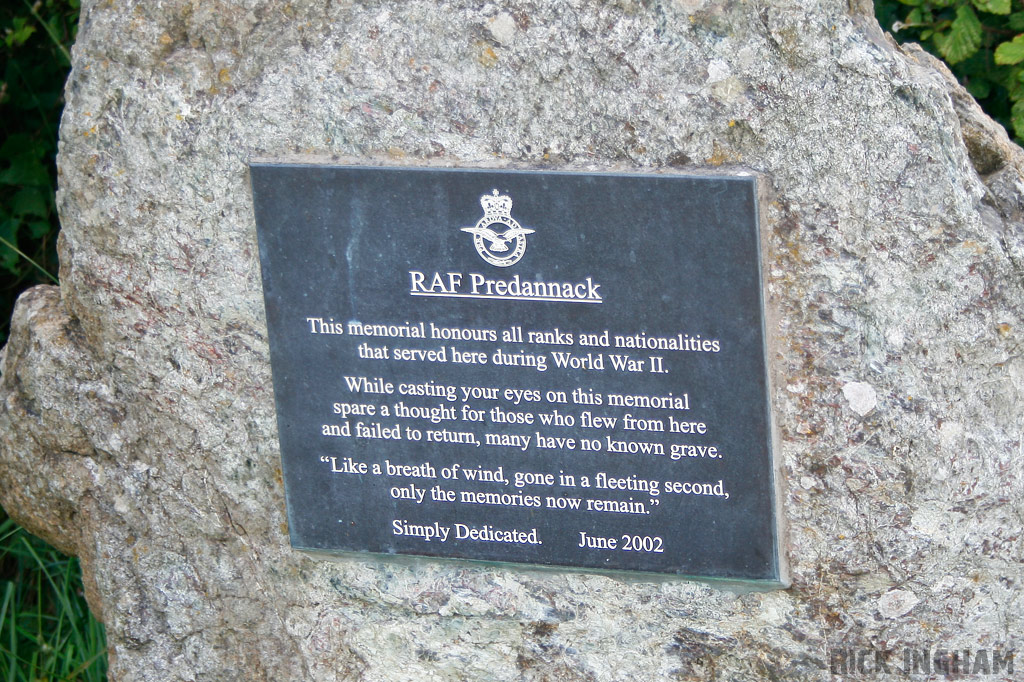 RAF Predannack
This memorial honours all ranks and nationalities
that served here during World War II.
While casting your eyes on this memorial
spare a thought for those who flew from here
and failed to return, many have no known grave.
“Like a breath of wind, gone in a fleeting second,
only the memories now remain.”
Simply Dedicated. June 2002
RICK INGHAM